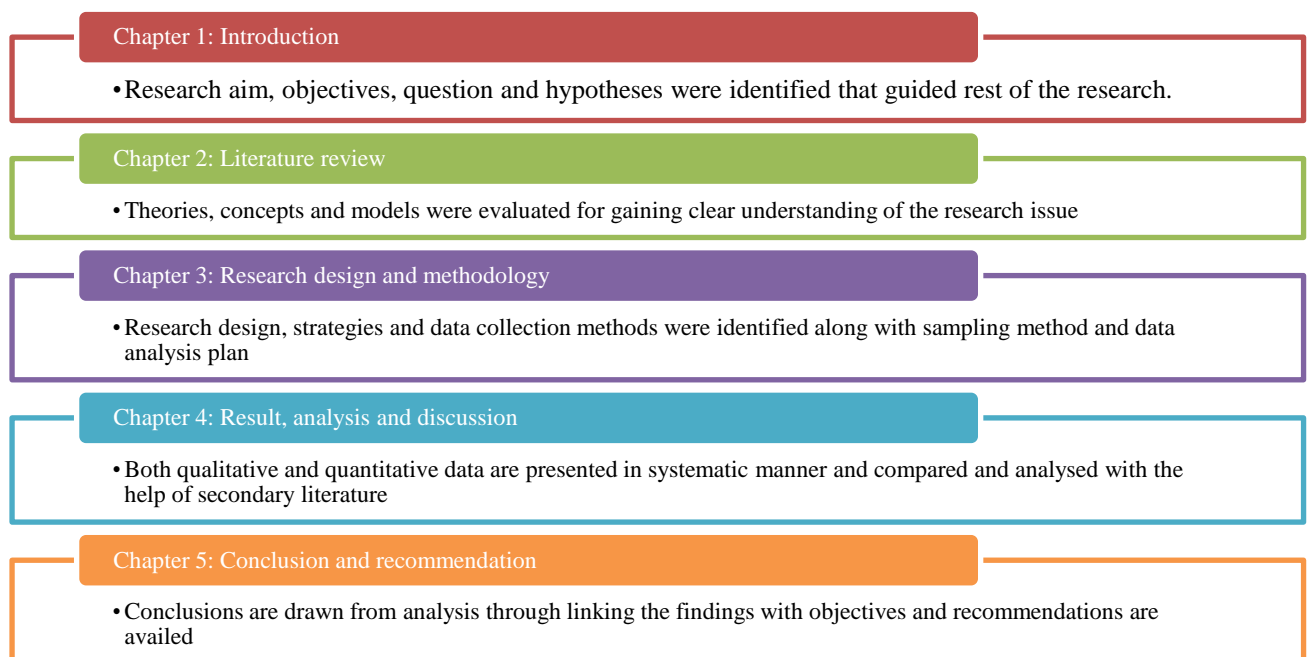 Chapter 1: Introduction
•Research aim, objectives, question and hypotheses were identified that guided rest of the research.
Chapter 2: Literature review
•Theories, concepts and models were evaluated for gaining clear understanding of the research issue
Chapter 3: Research design and methodology
•Research design, strategies and data collection methods were identified along with sampling method and data
analysis plan
Chapter 4: Result, analysis and discussion
•Both qualitative and quantitative data are presented in systematic manner and compared and analysed with the
help of secondary literature
Chapter 5: Conclusion and recommendation
•Conclusions are drawn from analysis through linking the findings with objectives and recommendations are
availed